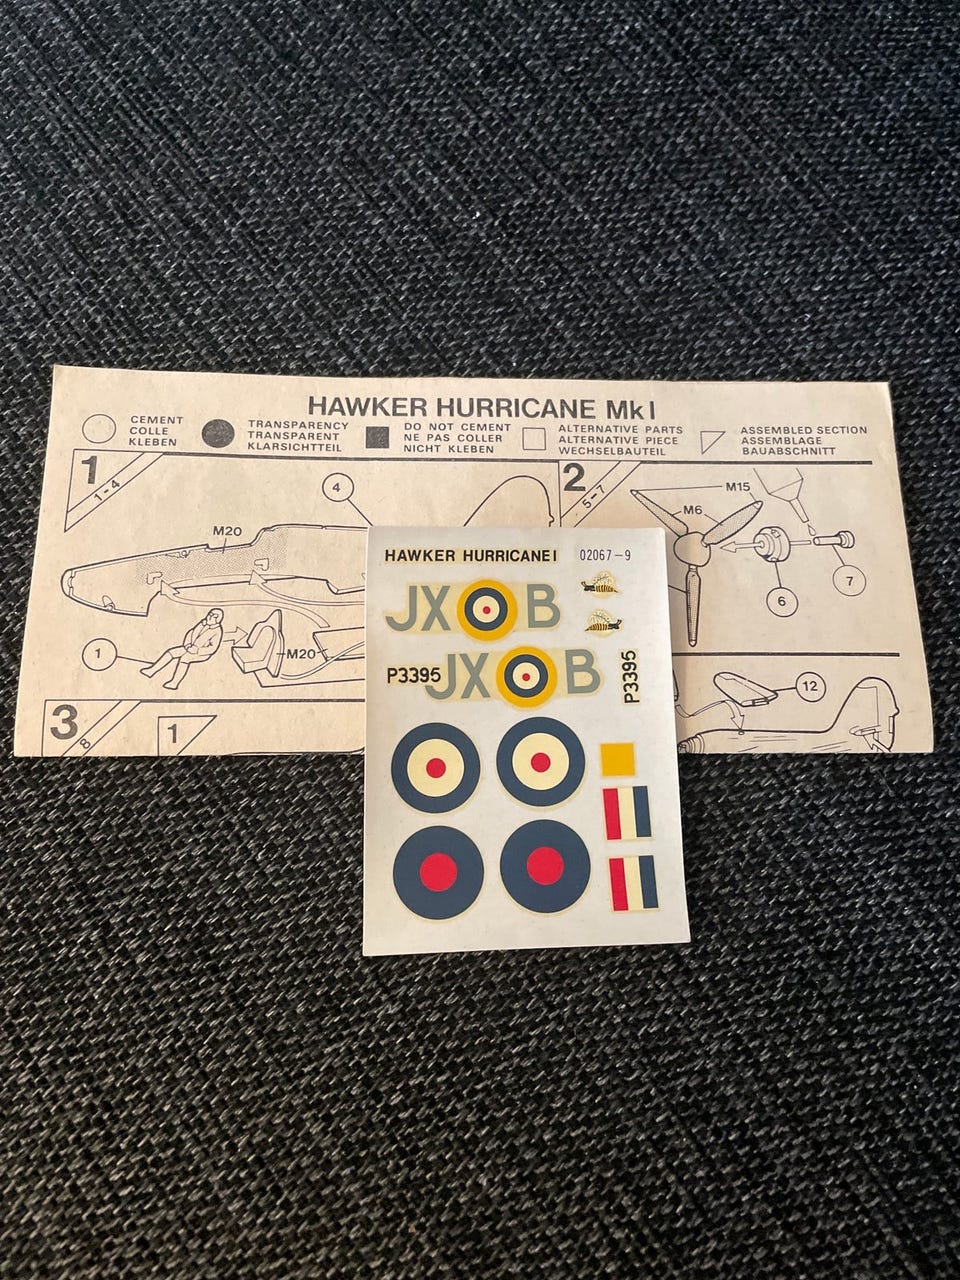 HAWKER HURRICANE Mk I
CEMENT
COLLE
KLEBEN
TRANSPARENCY
TRANSPARENT
KLARSICHTTEIL
DO NOT CEMENT
NE PAS COLLER
NICHT KLEBEN
ALTERNATIVE PARTS
ALTERNATIVE PIECE
WECHSELBAUTEIL
ASSEMBLED SECTION
ASSEMBLAGE
BAUABSCHNITT
1
1-4
4
M20
1
M20
2
5-7
M15
M6
6
7
12
3
8
1
HAWKER HURRICANE I 02067-9
JX B
P3395 JX B
P3395